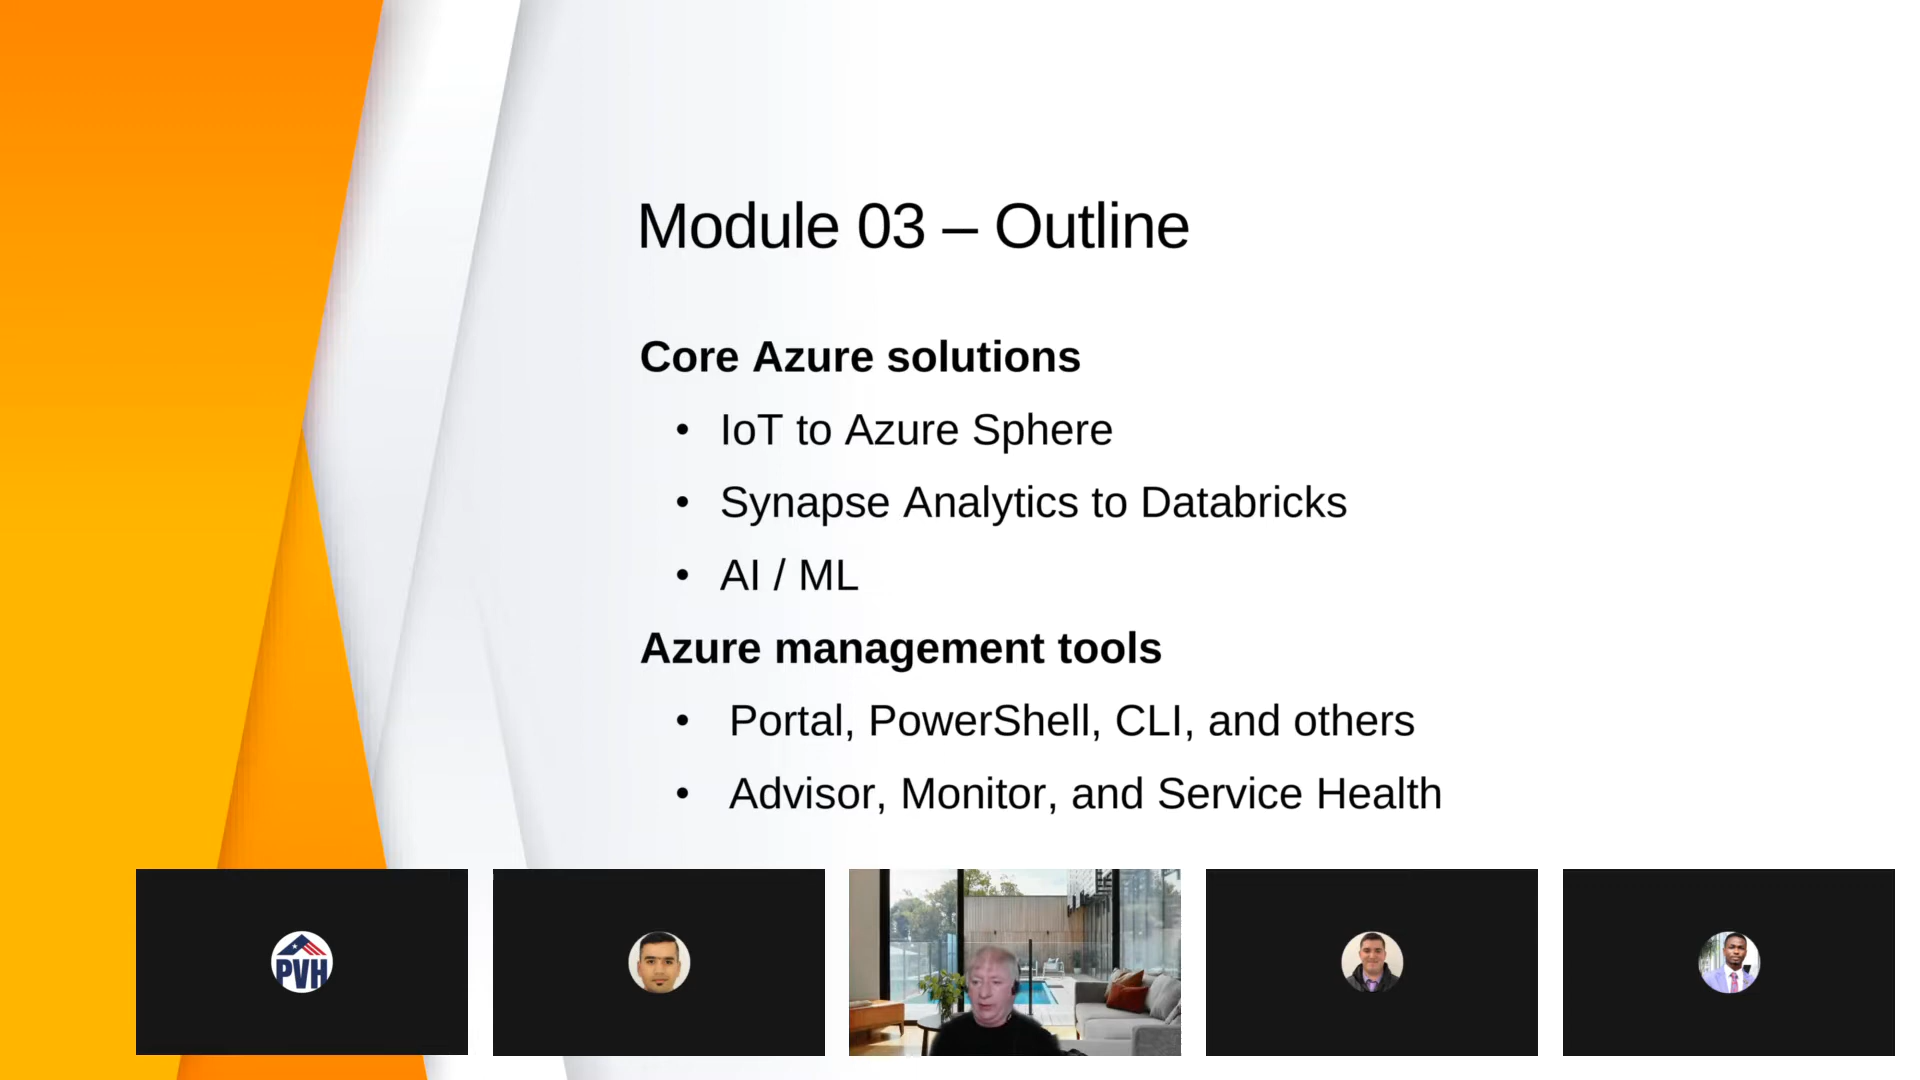 Module 03 – Outline
Core Azure solutions
• IoT to Azure Sphere
• Synapse Analytics to Databricks
• AI / ML
Azure management tools
• Portal, PowerShell, CLI, and others
• Advisor, Monitor, and Service Health
PVH